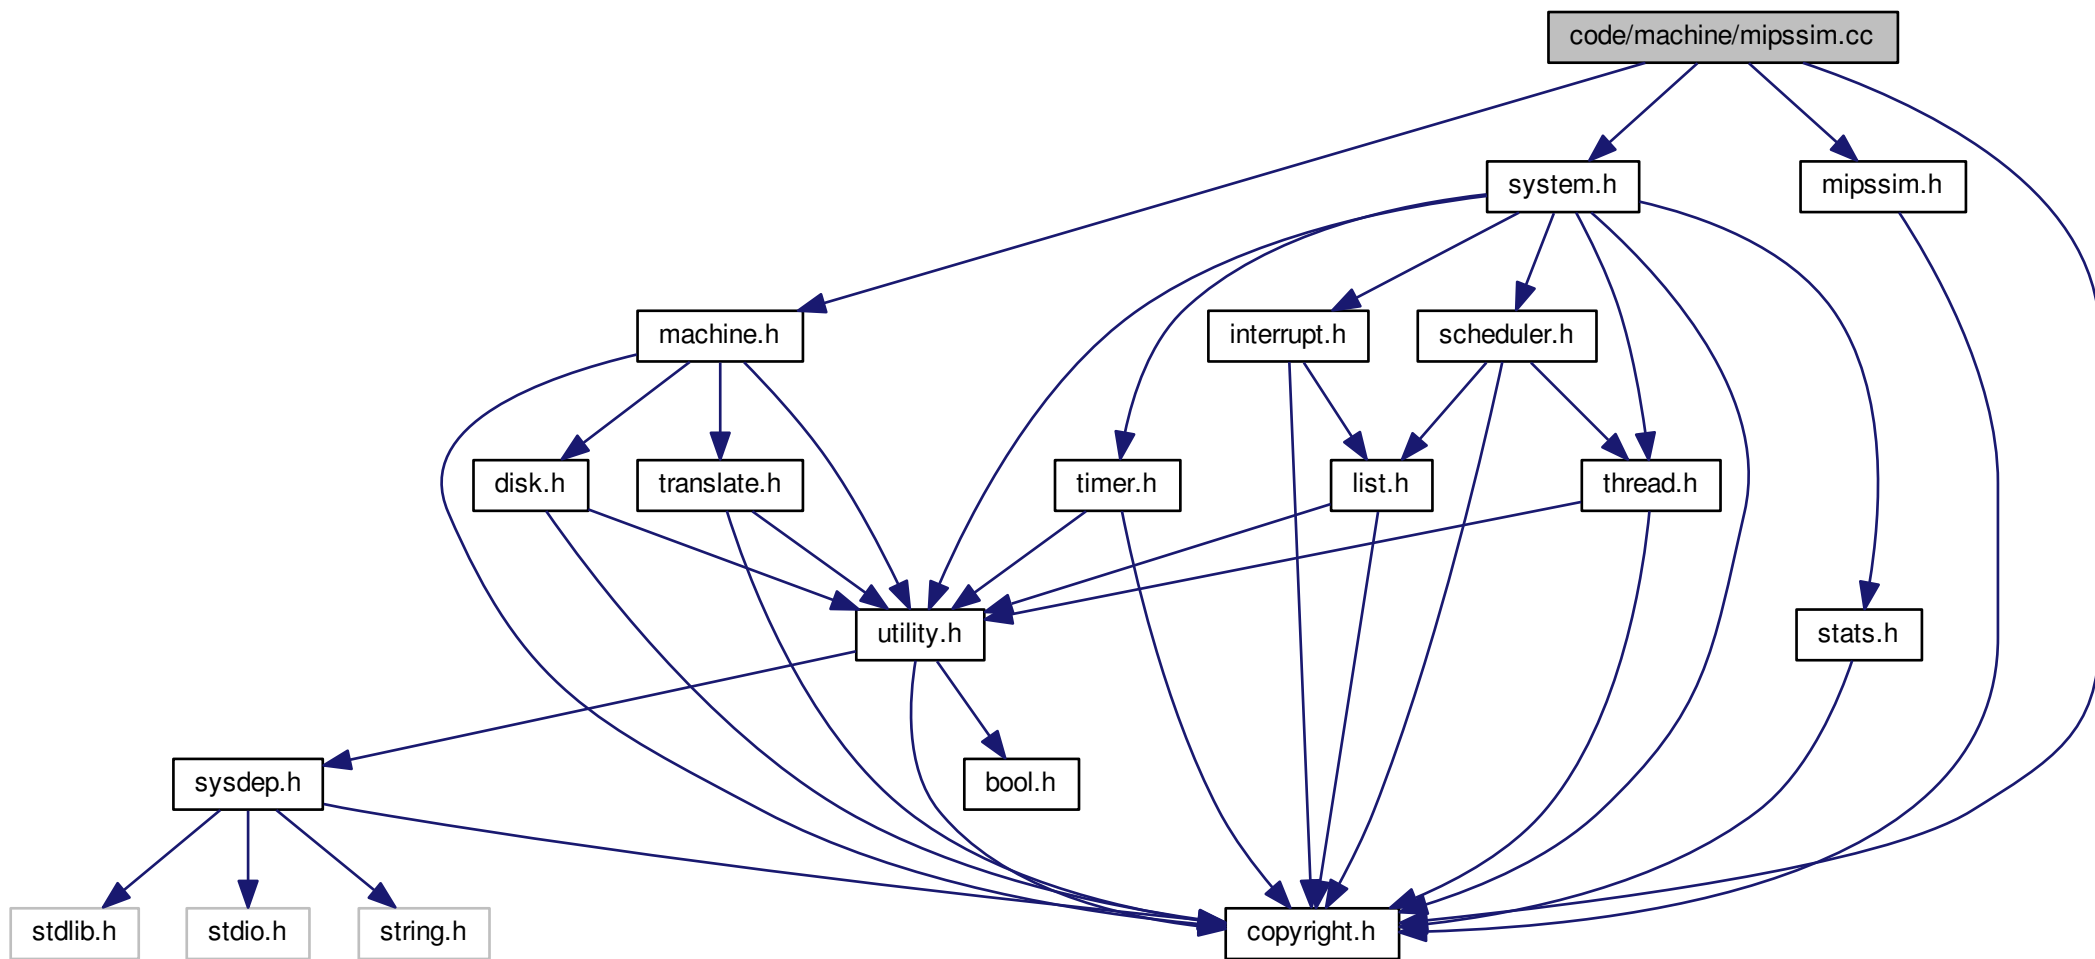 code/machine/mipssim.cc
system.h
mipssim.h
machine.h
interrupt.h
scheduler.h
disk.h
translate.h
timer.h
list.h
thread.h
utility.h
stats.h
sysdep.h
bool.h
stdlib.h
stdio.h
string.h
copyright.h